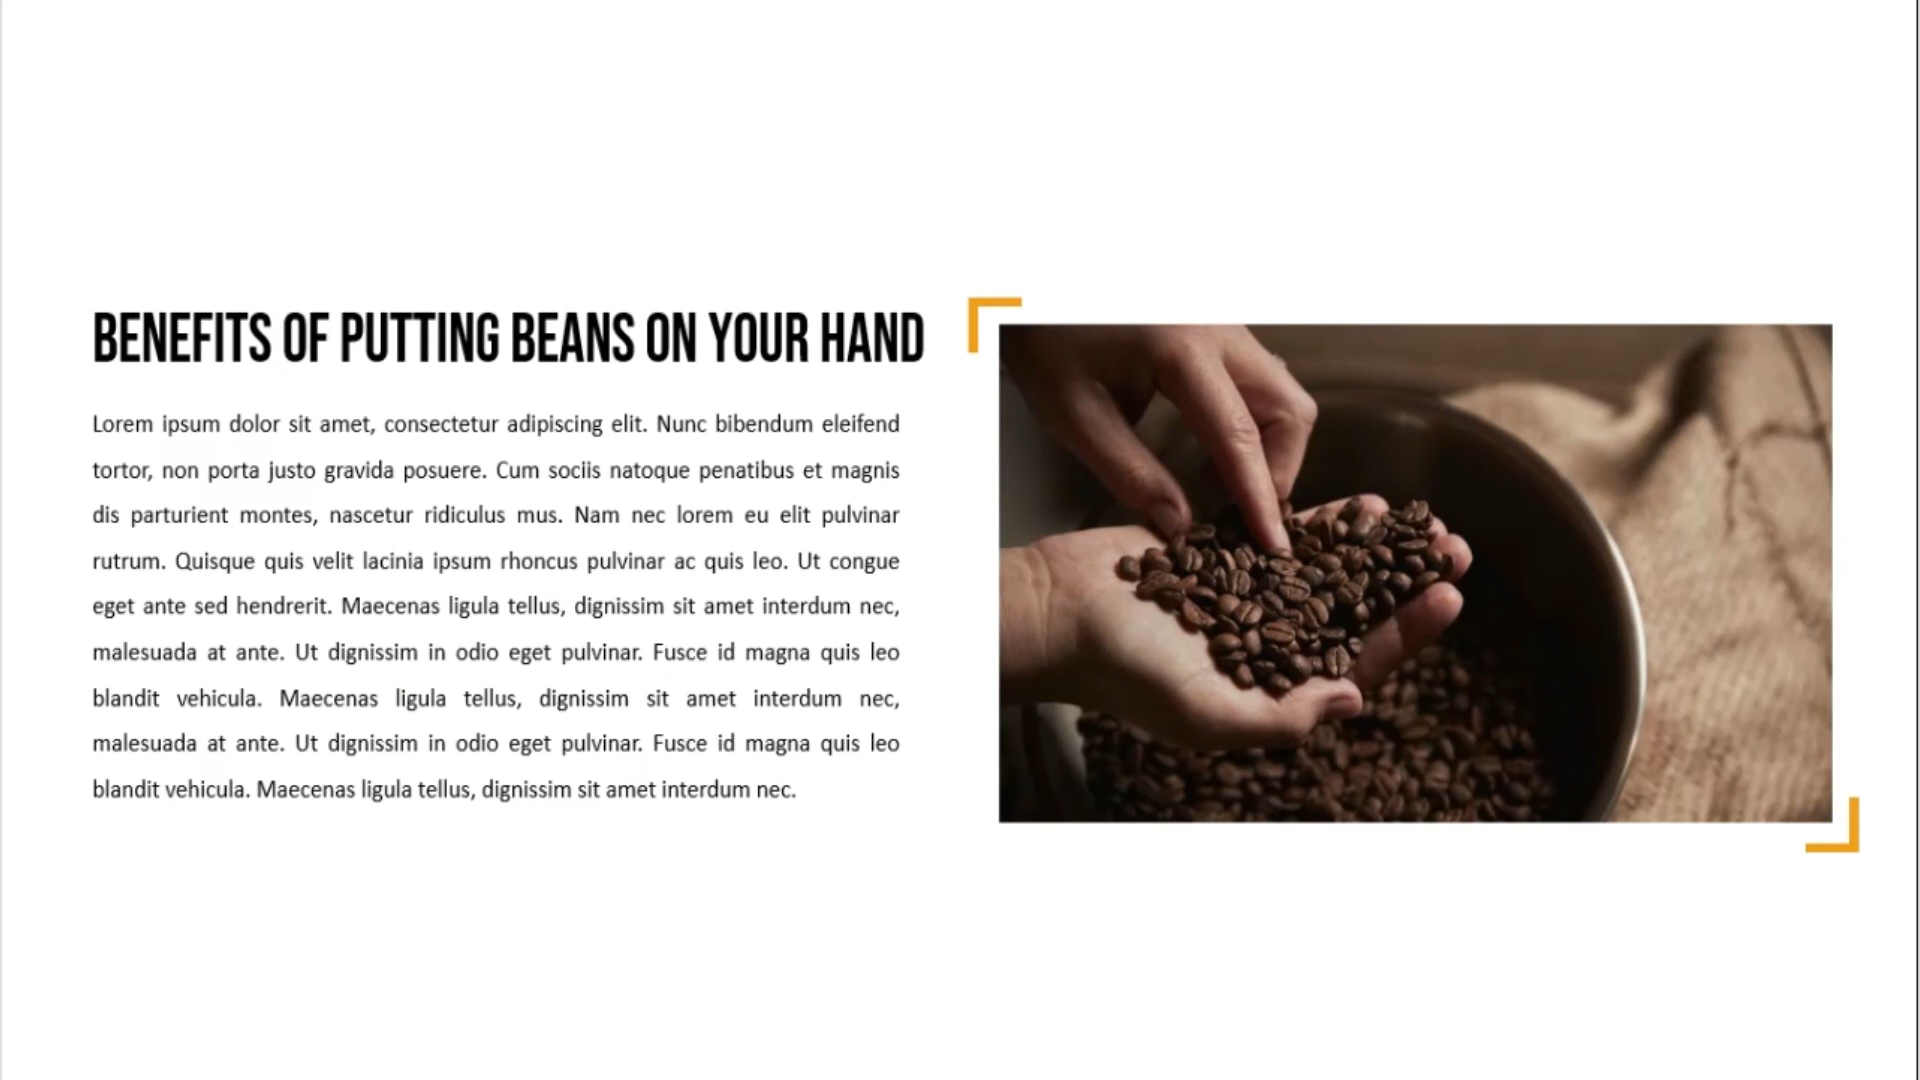 BENEFITS OF PUTTING BEANS ON YOUR HAND
Lorem ipsum dolor sit amet, consectetur adipiscing elit. Nunc bibendum eleifend
tortor, non porta justo gravida posuere. Cum sociis natoque penatibus et magnis
dis parturient montes, nascetur ridiculus mus. Nam nec lorem eu elit pulvinar
rutrum. Quisque quis velit lacinia ipsum rhoncus pulvinar ac quis leo. Ut congue
eget ante sed hendrerit. Maecenas ligula tellus, dignissim sit amet interdum nec,
malesuada at ante. Ut dignissim in odio eget pulvinar. Fusce id magna quis leo
blandit vehicula. Maecenas ligula tellus, dignissim sit amet interdum nec,
malesuada at ante. Ut dignissim in odio eget pulvinar. Fusce id magna quis leo
blandit vehicula. Maecenas ligula tellus, dignissim sit amet interdum nec.